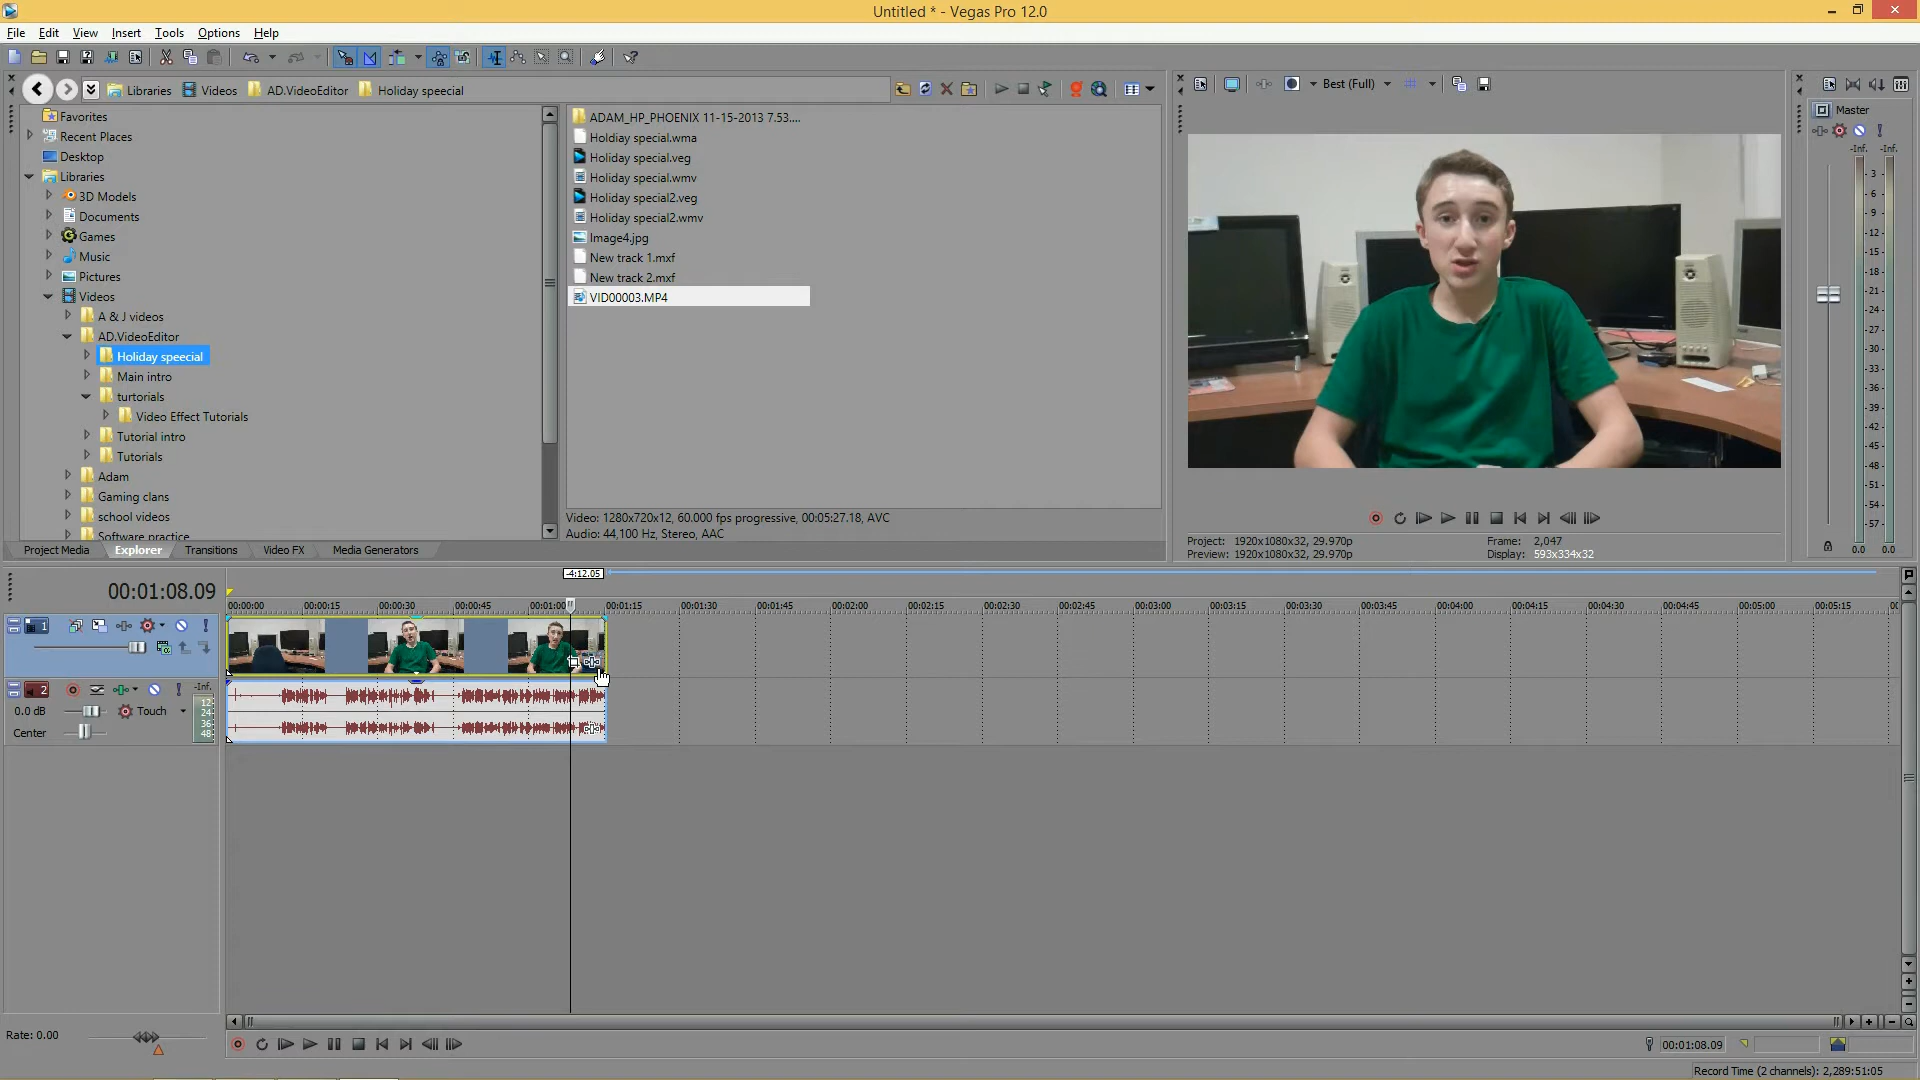 Untitled * - Vegas Pro 12.0
File Edit View Insert Tools Options Help
Libraries Videos AD.VideoEditor Holiday speecial
Best (Full)
Favorites
Recent Places
Desktop
Libraries
3D Models
Documents
Games
Music
Pictures
Videos
A & J videos
AD.VideoEditor
Holiday speecial
Main intro
turtorials
Video Effect Tutorials
Tutorial intro
Tutorials
Adam
Gaming clans
school videos
Software practice
ADAM_HP_PHOENIX 11-15-2013 7.53....
Holdiay special.wma
Holiday special.veg
Holiday special.wmv
Holiday special2.veg
Holiday special2.wmv
Image4.jpg
New track 1.mxf
New track 2.mxf
VID00003.MP4
Video: 1280x720x12, 60.000 fps progressive, 00:05:27.18, AVC
Audio: 44,100 Hz, Stereo, AAC
Project Media Explorer Transitions Video FX Media Generators
Project: 1920x1080x32, 29.970p Frame: 2,047
Preview: 1920x1080x32, 29.970p Display: 593x334x32
Master
-Inf. -Inf.
- 3 -
- 6 -
- 9 -
-12-
-15-
-18-
-21-
-24-
-27-
-30-
-33-
-36-
-39-
-42-
-45-
-48-
-51-
-54-
-57-
0.0 0.0
-4:12.05
00:01:08.09
00:00:00 00:00:15 00:00:30 00:00:45 00:01:00 00:01:15 00:01:30 00:01:45 00:02:00 00:02:15 00:02:30 00:02:45 00:03:00 00:03:15 00:03:30 00:03:45 00:04:00 00:04:15 00:04:30 00:04:45 00:05:00 00:05:15 00
1
2 -Inf.
0.0 dB Touch
Center
12
24
36
48
Rate: 0.00
00:01:08.09
Record Time (2 channels): 2,289:51:05